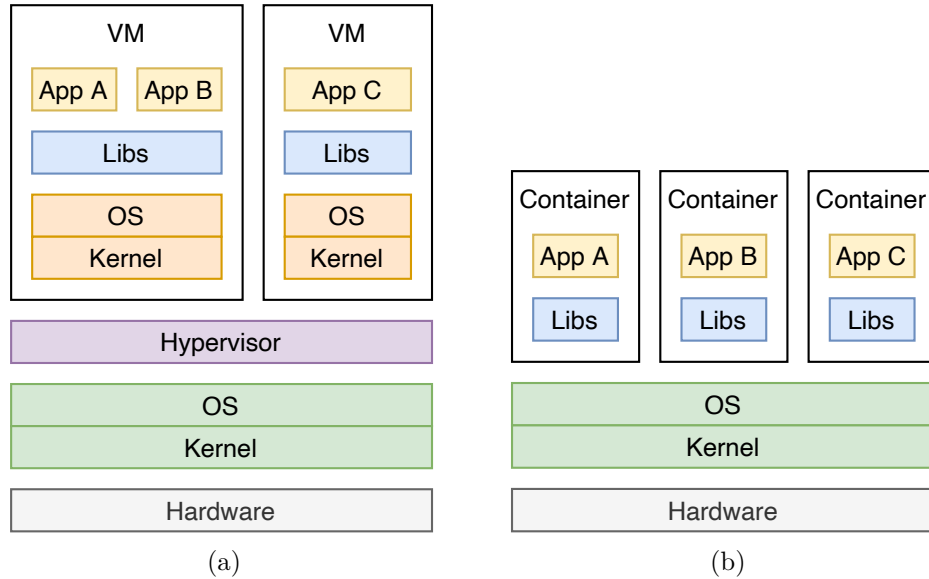 VM
App A App B
Libs
OS
Kernel
VM
App C
Libs
OS
Kernel
Hypervisor
OS
Kernel
Hardware
(a)
Container
App A
Libs
Container
App B
Libs
Container
App C
Libs
OS
Kernel
Hardware
(b)